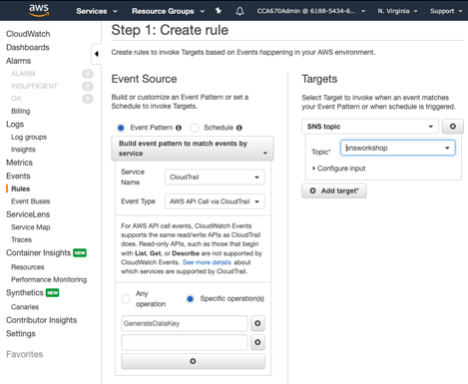 aws
Services
Resource Groups
CCA670Admin @ 6188-5434-6...
N. Virginia
Support
CloudWatch
Dashboards
Alarms
ALARM 0
INSUFFICIENT 0
OK 0
Billing
Logs
Log groups
Insights
Metrics
Events
Rules
Event Buses
ServiceLens
Service Map
Traces
Container Insights NEW
Resources
Performance Monitoring
Synthetics NEW
Canaries
Contributor Insights
Settings
Favorites
Step 1: Create rule
Create rules to invoke Targets based on Events happening in your AWS environment.
Event Source
Build or customize an Event Pattern or set a
Schedule to invoke Targets.
Event Pattern
Schedule
Build event pattern to match events by
service
Service
Name
CloudTrail
Event Type
AWS API Call via CloudTrail
For AWS API call events, CloudWatch Events
supports the same read/write APIs as CloudTrail
does. Read-only APIs, such as those that begin
with List, Get, or Describe are not supported by
CloudWatch Events. See more details about
which services are supported by CloudTrail.
Any
operation
Specific operation(s)
GenerateDataKey
Targets
Select Target to invoke when an event matches
your Event Pattern or when schedule is triggered.
SNS topic
Topic*
snsworkshop
Configure input
Add target*